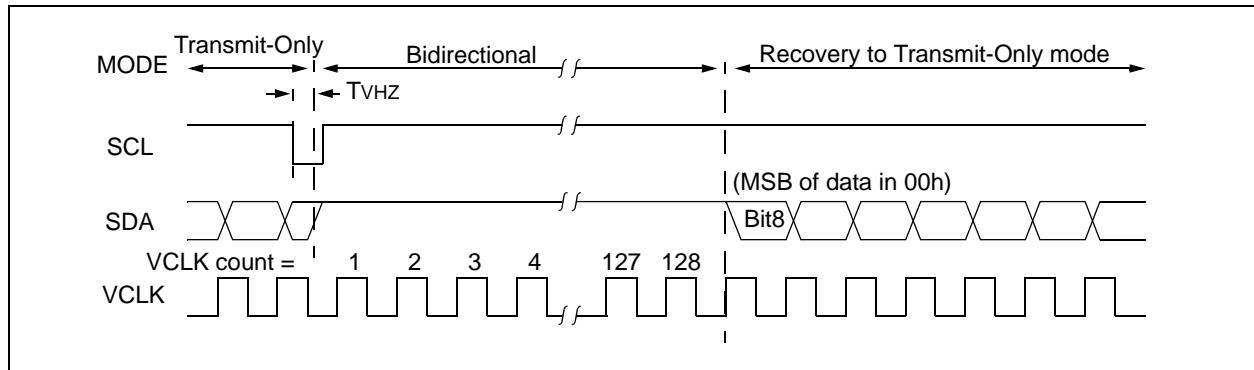 Transmit-Only
MODE
Bidirectional
Recovery to Transmit-Only mode
TVHZ
SCL
(MSB of data in 00h)
SDA
Bit8
VCLK count = 1 2 3 4 127 128
VCLK